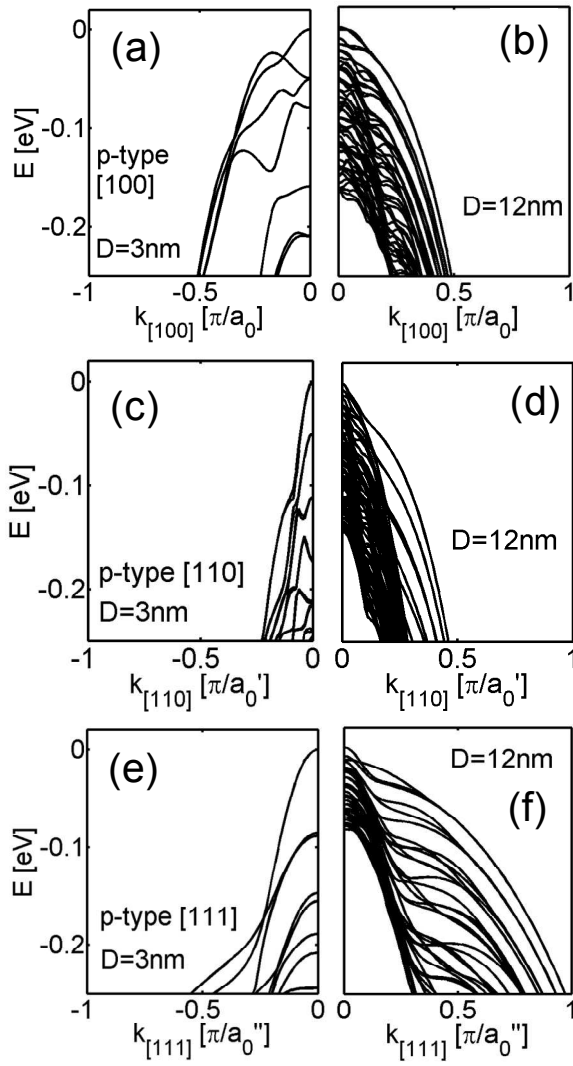 (a)
(b)
E [eV]
0
-0.1
-0.2
p-type
[100]
D=3nm
D=12nm
-1
-0.5
0
0.5
1
k[100] [π/a0]
k[100] [π/a0]
(c)
(d)
E [eV]
0
-0.1
-0.2
p-type [110]
D=3nm
D=12nm
-1
-0.5
0
0
0.5
1
k[110] [π/a0']
k[110] [π/a0']
(e)
D=12nm
(f)
E [eV]
0
-0.1
-0.2
p-type [111]
D=3nm
-1
-0.5
0
0
0.5
1
k[111] [π/a0'']
k[111] [π/a0'']